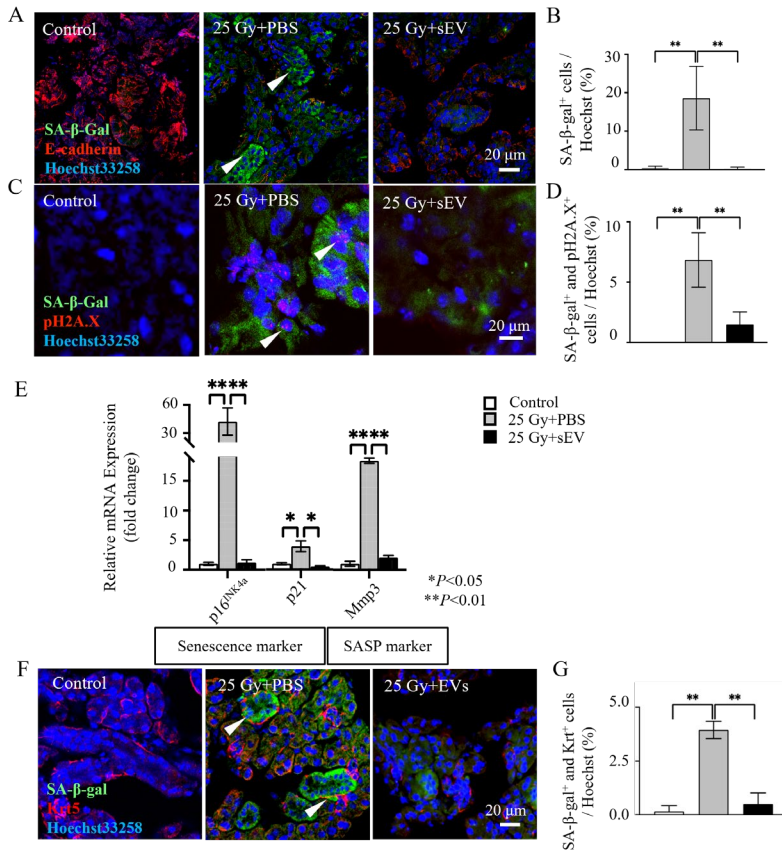 A
Control
SA-β-Gal
E-cadherin
Hoechst33258
25 Gy+PBS
25 Gy+sEV
20 μm
B
SA-β-gal⁺ cells /
Hoechst (%)
30
20
10
0
** **
C
Control
SA-β-Gal
pH2A.X
Hoechst33258
25 Gy+PBS
25 Gy+sEV
20 μm
D
SA-β-gal⁺ and pH2A.X⁺
cells / Hoechst (%)
10
5
0
** **
E
Relative mRNA Expression
(fold change)
60
30
15
5
0
****
* *
****
p16ᴵᴺᴷ⁴ᵃ
p21
Mmp3
Control
25 Gy+PBS
25 Gy+sEV
*P<0.05
**P<0.01
Senescence marker
SASP marker
F
Control
SA-β-gal
Krt5
Hoechst33258
25 Gy+PBS
25 Gy+EVs
20 μm
G
SA-β-gal⁺ and Krt⁺ cells
/ Hoechst (%)
5.0
2.5
0.0
** **